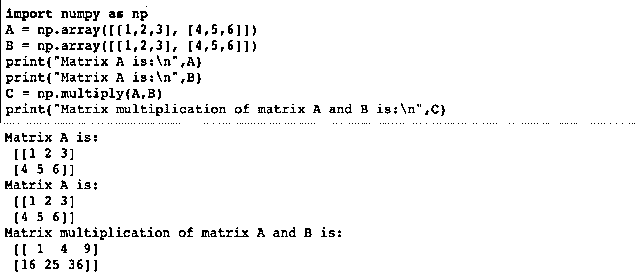 import numpy as np
A = np.array([[1,2,3], [4,5,6]])
B = np.array([[1,2,3], [4,5,6]])
print("Matrix A is:\n",A)
print("Matrix A is:\n",B)
C = np.multiply(A,B)
print("Matrix multiplication of matrix A and B is:\n",C)
Matrix A is:
[[1 2 3]
[4 5 6]]
Matrix A is:
[[1 2 3]
[4 5 6]]
Matrix multiplication of matrix A and B is:
[[ 1 4 9]
[16 25 36]]